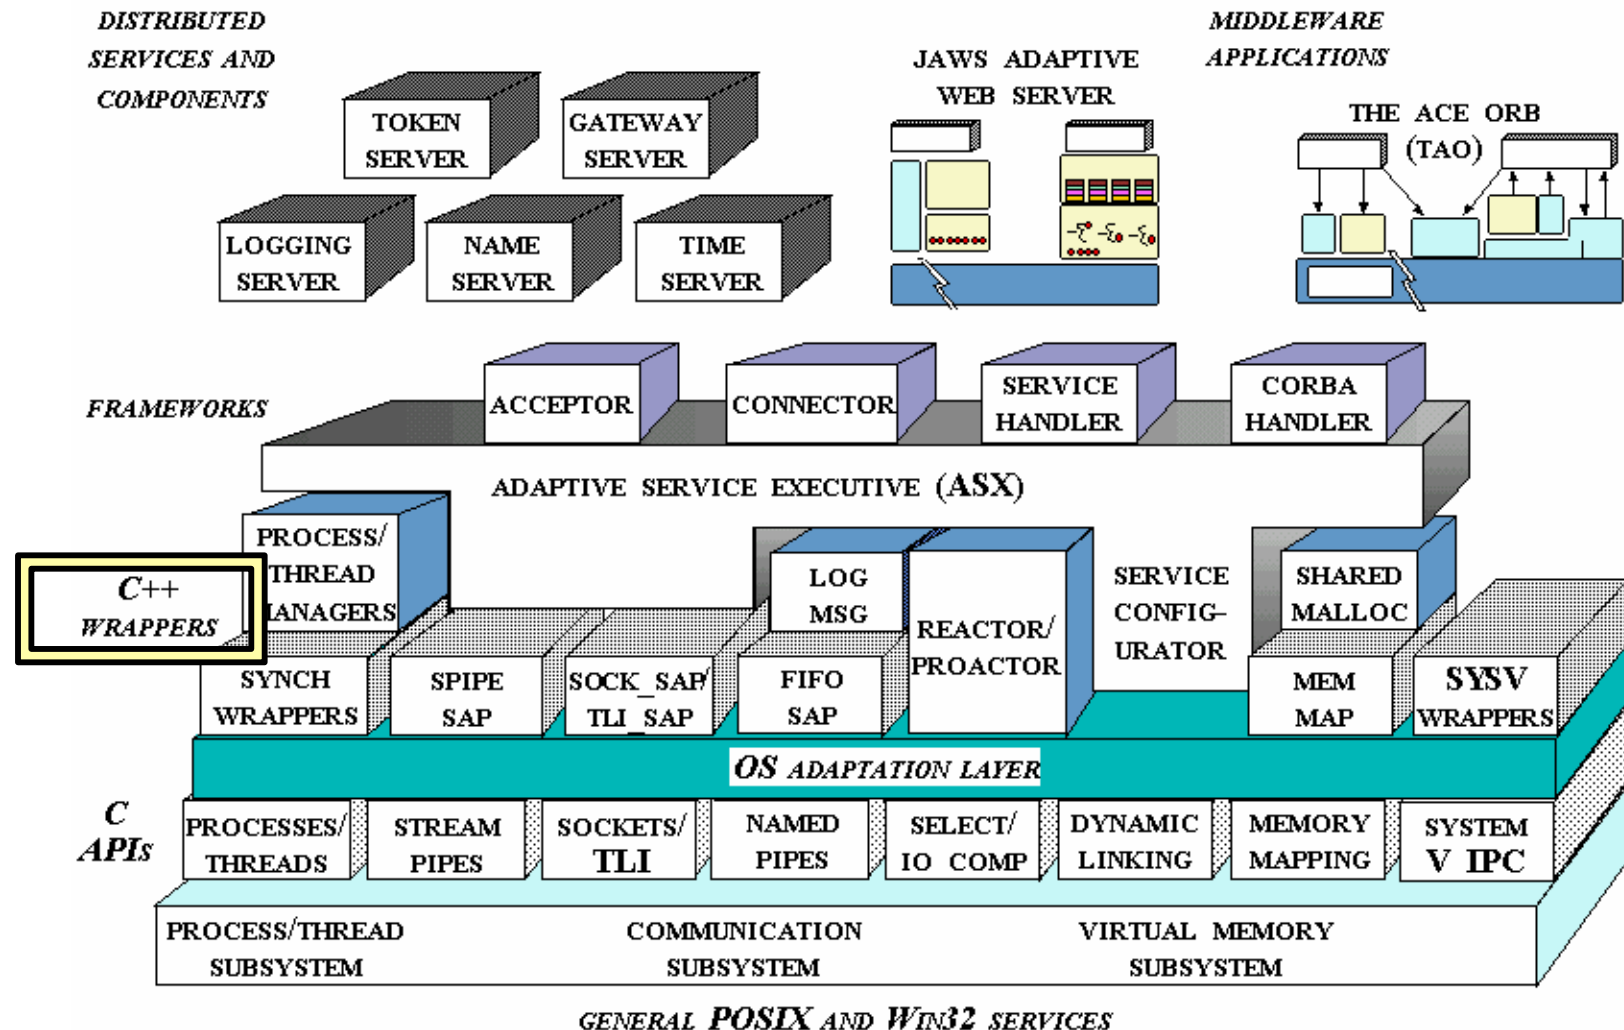 DISTRIBUTED
SERVICES AND
COMPONENTS
MIDDLEWARE
APPLICATIONS
JAWS ADAPTIVE
WEB SERVER
THE ACE ORB
(TAO)
TOKEN
SERVER
GATEWAY
SERVER
LOGGING
SERVER
NAME
SERVER
TIME
SERVER
FRAMEWORKS
ACCEPTOR
CONNECTOR
SERVICE
HANDLER
CORBA
HANDLER
ADAPTIVE SERVICE EXECUTIVE (ASX)
C++
WRAPPERS
PROCESS/
THREAD
MANAGERS
LOG
MSG
REACTOR/
PROACTOR
SERVICE
CONFIG-
URATOR
SHARED
MALLOC
SYNCH
WRAPPERS
SPIPE
SAP
SOCK_SAP/
TLI_SAP
FIFO
SAP
MEM
MAP
SYSV
WRAPPERS
OS ADAPTATION LAYER
C
APIs
PROCESSES/
THREADS
STREAM
PIPES
SOCKETS/
TLI
NAMED
PIPES
SELECT/
IO COMP
DYNAMIC
LINKING
MEMORY
MAPPING
SYSTEM
V IPC
PROCESS/THREAD
SUBSYSTEM
COMMUNICATION
SUBSYSTEM
VIRTUAL MEMORY
SUBSYSTEM
GENERAL POSIX AND WIN32 SERVICES